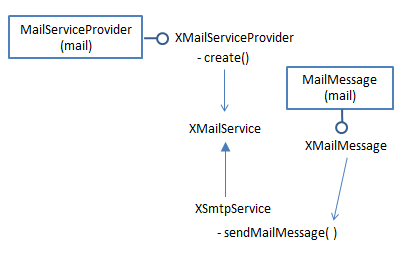 MailServiceProvider
(mail)
XMailServiceProvider
- create()
MailMessage
(mail)
XMailService
XMailMessage
XSmtpService
- sendMailMessage( )